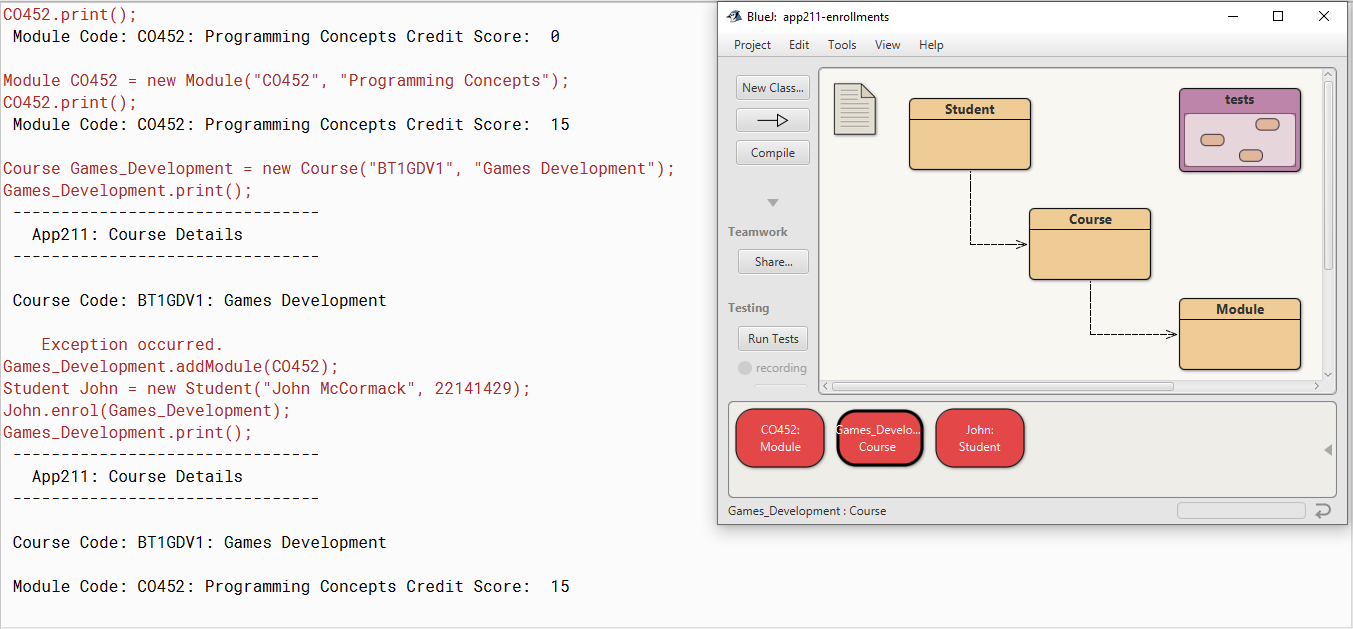 CO452.print();
Module Code: CO452: Programming Concepts Credit Score:  0
Module CO452 = new Module("CO452", "Programming Concepts");
CO452.print();
Module Code: CO452: Programming Concepts Credit Score:  15
Course Games_Development = new Course("BT1GDV1", "Games Development");
Games_Development.print();
--------------------------------
App211: Course Details
--------------------------------
Course Code: BT1GDV1: Games Development
Exception occurred.
Games_Development.addModule(CO452);
Student John = new Student("John McCormack", 22141429);
John.enrol(Games_Development);
Games_Development.print();
--------------------------------
App211: Course Details
--------------------------------
Course Code: BT1GDV1: Games Development
Module Code: CO452: Programming Concepts Credit Score:  15
BlueJ:  app211-enrollments
Project Edit Tools View Help
New Class...
Compile
Teamwork
Share...
Testing
Run Tests
recording
Student
tests
Course
Module
CO452:
Module
Games_Develo...
Course
John:
Student
Games_Development : Course